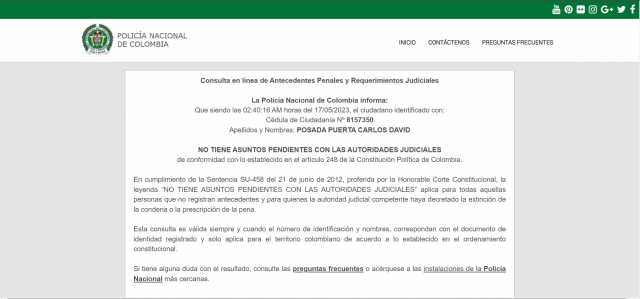 POLICÍA NACIONAL
DE COLOMBIA
INICIO CONTÁCTENOS PREGUNTAS FRECUENTES
Consulta en línea de Antecedentes Penales y Requerimientos Judiciales
La Policía Nacional de Colombia informa:
Que siendo las 02:40:16 AM horas del 17/05/2023, el ciudadano identificado con:
Cédula de Ciudadanía Nº 8157350
Apellidos y Nombres: POSADA PUERTA CARLOS DAVID
NO TIENE ASUNTOS PENDIENTES CON LAS AUTORIDADES JUDICIALES
de conformidad con lo establecido en el artículo 248 de la Constitución Política de Colombia.
En cumplimiento de la Sentencia SU-458 del 21 de junio de 2012, proferida por la Honorable Corte Constitucional, la
leyenda "NO TIENE ASUNTOS PENDIENTES CON LAS AUTORIDADES JUDICIALES" aplica para todas aquellas
personas que no registran antecedentes y para quienes la autoridad judicial competente haya decretado la extinción de
la condena o la prescripción de la pena.
Esta consulta es válida siempre y cuando el número de identificación y nombres, correspondan con el documento de
identidad registrado y solo aplica para el territorio colombiano de acuerdo a lo establecido en el ordenamiento
constitucional.
Si tiene alguna duda con el resultado, consulte las preguntas frecuentes o acérquese a las instalaciones de la Policía
Nacional más cercanas.